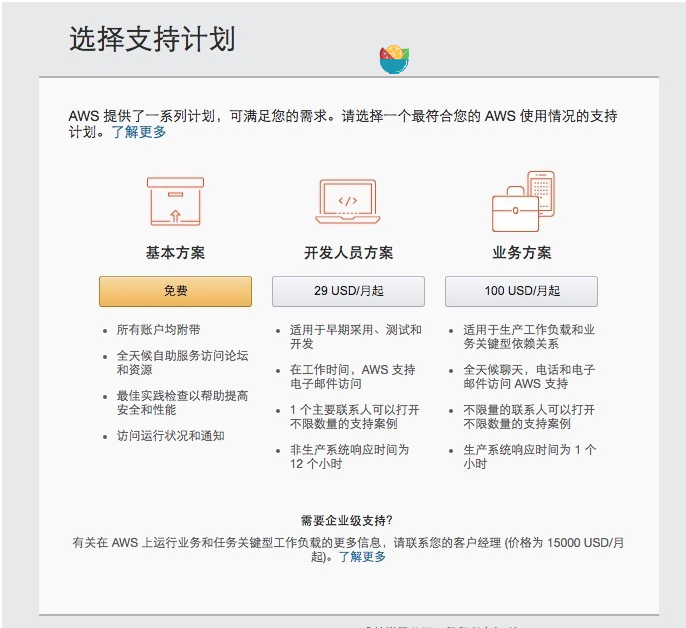 选择支持计划
AWS 提供了一系列计划，可满足您的需求。请选择一个最符合您的 AWS 使用情况的支持
计划。了解更多
</>
基本方案
开发人员方案
业务方案
免费
29 USD/月起
100 USD/月起
• 所有账户均附带
• 全天候自助服务访问论坛
和资源
• 最佳实践检查以帮助提高
安全和性能
• 访问运行状况和通知
• 适用于早期采用、测试和
开发
• 在工作时间，AWS 支持
电子邮件访问
• 1 个主要联系人可以打开
不限数量的支持案例
• 非生产系统响应时间为
12 个小时
• 适用于生产工作负载和业
务关键型依赖关系
• 全天候聊天，电话和电子
邮件访问 AWS 支持
• 不限量的联系人可以打开
不限数量的支持案例
• 生产系统响应时间为 1 个
小时
需要企业级支持?
有关在 AWS 上运行业务和任务关键型工作负载的更多信息，请联系您的客户经理 (价格为 15000 USD/月
起)。了解更多